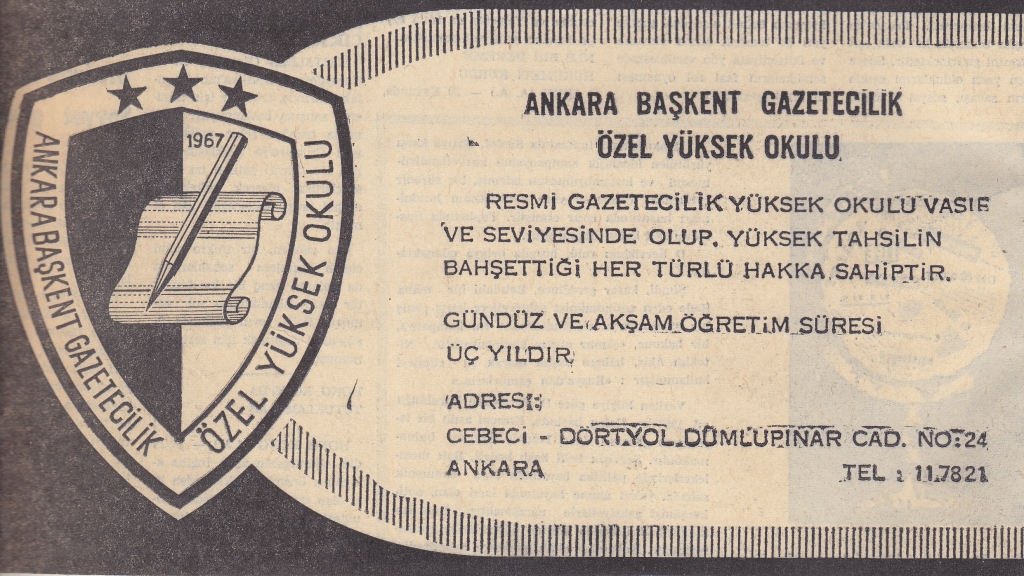 1967
ANKARA BAŞKENT GAZETECİLİK
ÖZEL YÜKSEK OKULU
ANKARA BAŞKENT GAZETECİLİK
ÖZEL YÜKSEK OKULU
RESMİ GAZETECİLİK YÜKSEK OKULU VASIF
VE SEVİYESİNDE OLUP, YÜKSEK TAHSİLİN
BAHŞETTİĞİ HER TÜRLÜ HAKKA SAHİPTİR.
GÜNDÜZ VE AKŞAM ÖĞRETİM SÜRESİ
ÜÇ YILDIR.
ADRES:
CEBECİ - DÖRTYOL DUMLUPINAR CAD. NO: 24
ANKARA TEL : 11.78 21